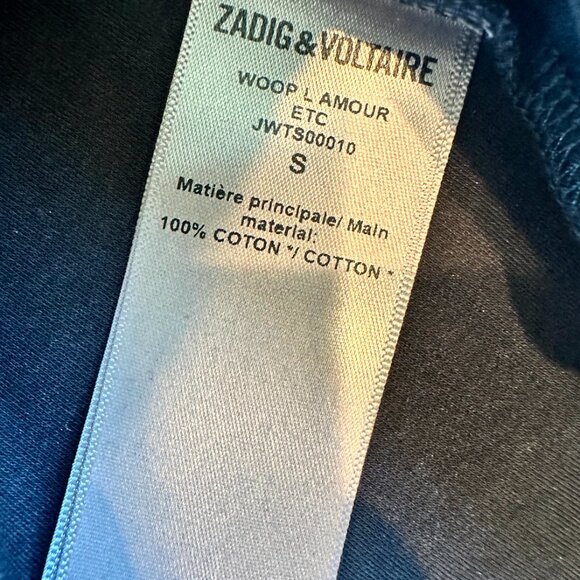 ZADIG&VOLTAIRE
WOOP L AMOUR
ETC
JWTS00010
S
Matière principale/ Main
material:
100% COTON */ COTTON *